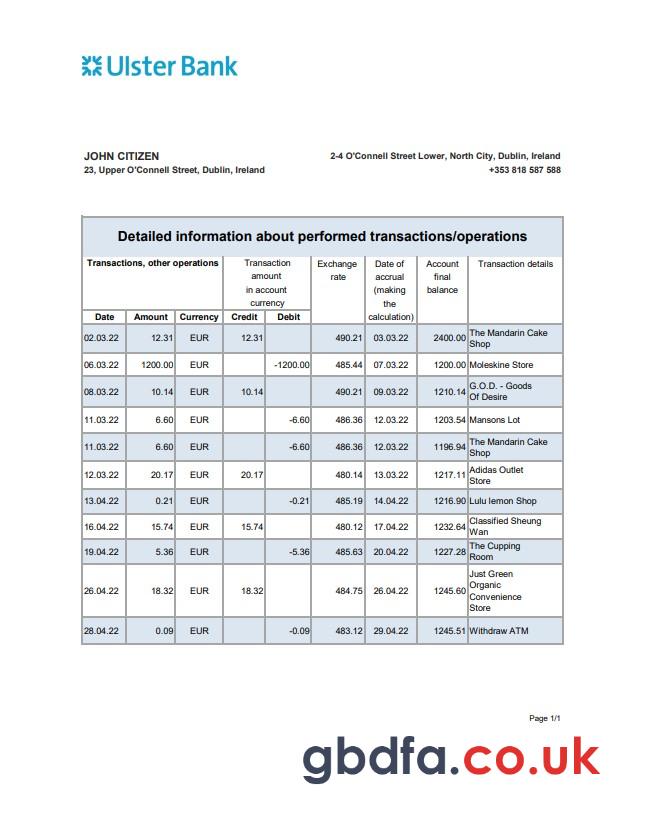 Ulster Bank
JOHN CITIZEN
23, Upper O'Connell Street, Dublin, Ireland
2-4 O'Connell Street Lower, North City, Dublin, Ireland
+353 818 587 588
Detailed information about performed transactions/operations
Transactions, other operations
Transaction
amount
in account
currency
Exchange
rate
Date of
accrual
(making
the
calculation)
Account
final
balance
Transaction details
Date Amount Currency Credit Debit
02.03.22 12.31 EUR 12.31 490.21 03.03.22 2400.00 The Mandarin Cake
Shop
06.03.22 1200.00 EUR -1200.00 485.44 07.03.22 1200.00 Moleskine Store
08.03.22 10.14 EUR 10.14 490.21 09.03.22 1210.14 G.O.D. - Goods
Of Desire
11.03.22 6.60 EUR -6.60 486.36 12.03.22 1203.54 Mansons Lot
11.03.22 6.60 EUR -6.60 486.36 12.03.22 1196.94 The Mandarin Cake
Shop
12.03.22 20.17 EUR 20.17 480.14 13.03.22 1217.11 Adidas Outlet
Store
13.04.22 0.21 EUR -0.21 485.19 14.04.22 1216.90 Lulu lemon Shop
16.04.22 15.74 EUR 15.74 480.12 17.04.22 1232.64 Classified Sheung
Wan
19.04.22 5.36 EUR -5.36 485.63 20.04.22 1227.28 The Cupping
Room
26.04.22 18.32 EUR 18.32 484.75 26.04.22 1245.60 Just Green
Organic
Convenience
Store
28.04.22 0.09 EUR -0.09 483.12 29.04.22 1245.51 Withdraw ATM
Page 1/1
gbdfa.co.uk